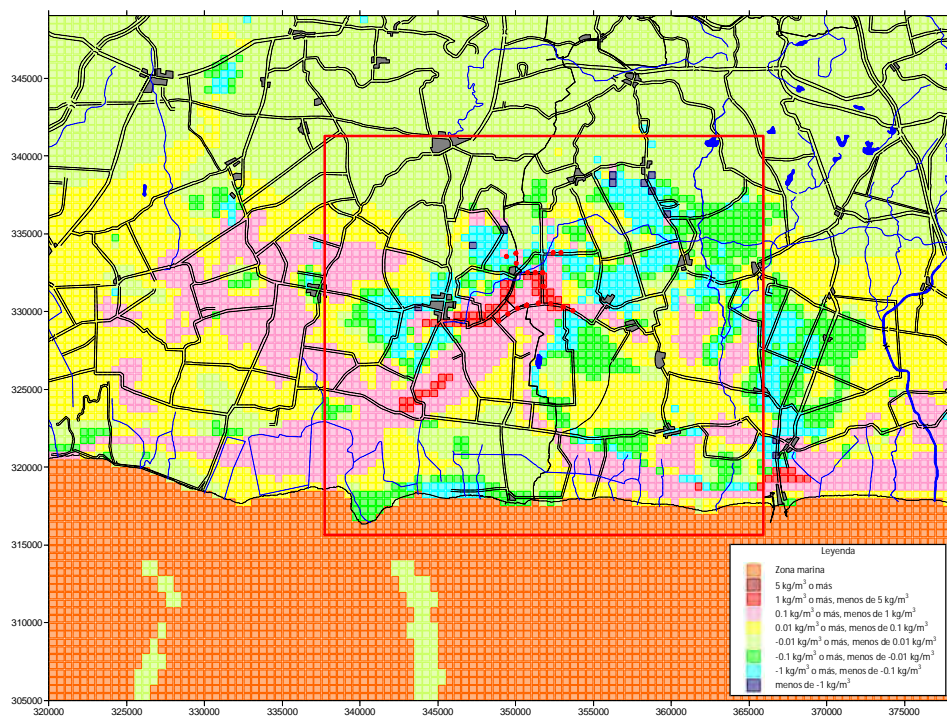 345000
340000
335000
330000
325000
320000
315000
310000
305000
320000 325000 330000 335000 340000 345000 350000 355000 360000 365000 370000 375000
Leyenda
Zona marina
5 kg/m³ o más
1 kg/m³ o más, menos de 5 kg/m³
0.1 kg/m³ o más, menos de 1 kg/m³
0.01 kg/m³ o más, menos de 0.1 kg/m³
-0.01 kg/m³ o más, menos de 0.01 kg/m³
-0.1 kg/m³ o más, menos de -0.01 kg/m³
-1 kg/m³ o más, menos de -0.1 kg/m³
menos de -1 kg/m³